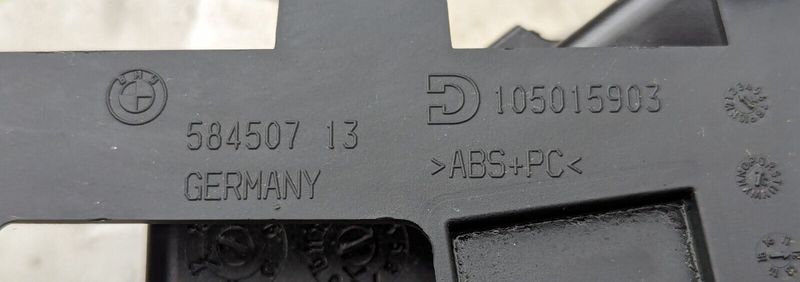 BMW
105015903
584507 13
>ABS+PC<
GERMANY